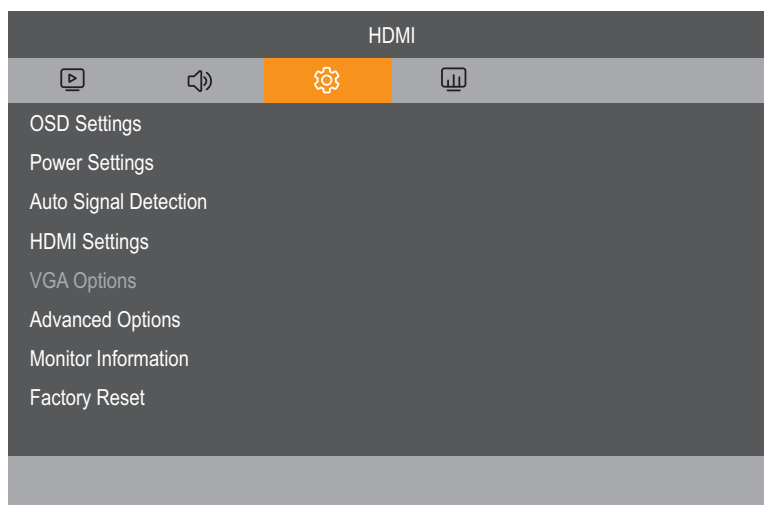 HDMI
OSD Settings
Power Settings
Auto Signal Detection
HDMI Settings
VGA Options
Advanced Options
Monitor Information
Factory Reset